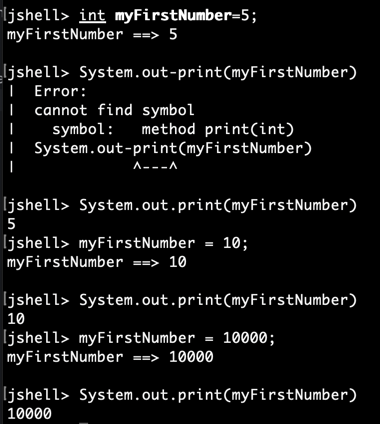 jshell> int myFirstNumber=5;
myFirstNumber ==> 5
jshell> System.out-print(myFirstNumber)
|  Error:
|  cannot find symbol
|    symbol:   method print(int)
|  System.out-print(myFirstNumber)
|             ^---^
jshell> System.out.print(myFirstNumber)
5
jshell> myFirstNumber = 10;
myFirstNumber ==> 10
jshell> System.out.print(myFirstNumber)
10
jshell> myFirstNumber = 10000;
myFirstNumber ==> 10000
jshell> System.out.print(myFirstNumber)
10000